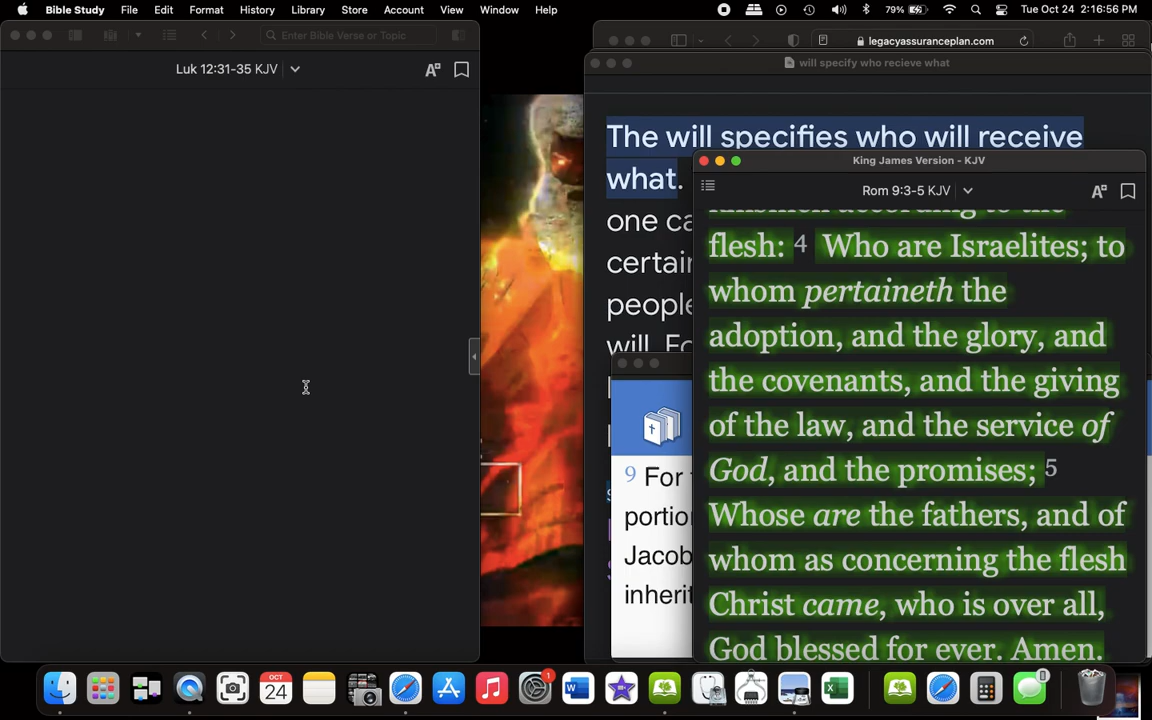 Bible Study File Edit Format History Library Store Account View Window Help 79% Tue Oct 24 2:16:56 PM
Enter Bible Verse or Topic
legacyassuranceplan.com
Luk 12:31-35 KJV
will specify who recieve what
The will specifies who will receive
what.
one ca
certai
people
will. Fo
King James Version - KJV
Rom 9:3-5 KJV
kinsmen according to the
flesh: 4 Who are Israelites; to
whom pertaineth the
adoption, and the glory, and
the covenants, and the giving
of the law, and the service of
God, and the promises; 5
Whose are the fathers, and of
whom as concerning the flesh
Christ came, who is over all,
God blessed for ever. Amen.
9 For
portio
Jacob
inherit
OCT
24
1